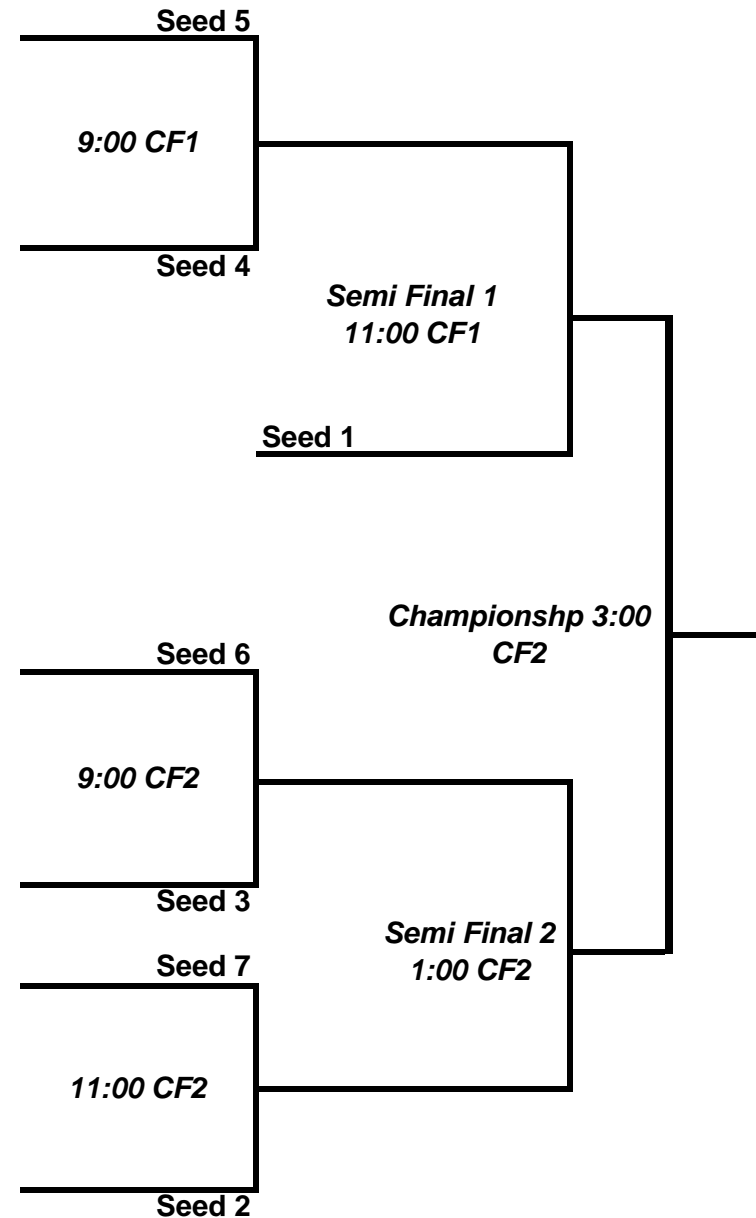 Seed 5
9:00 CF1
Seed 4
Semi Final 1
11:00 CF1
Seed 1
Championshp 3:00
CF2
Seed 6
9:00 CF2
Seed 3
Semi Final 2
1:00 CF2
Seed 7
11:00 CF2
Seed 2